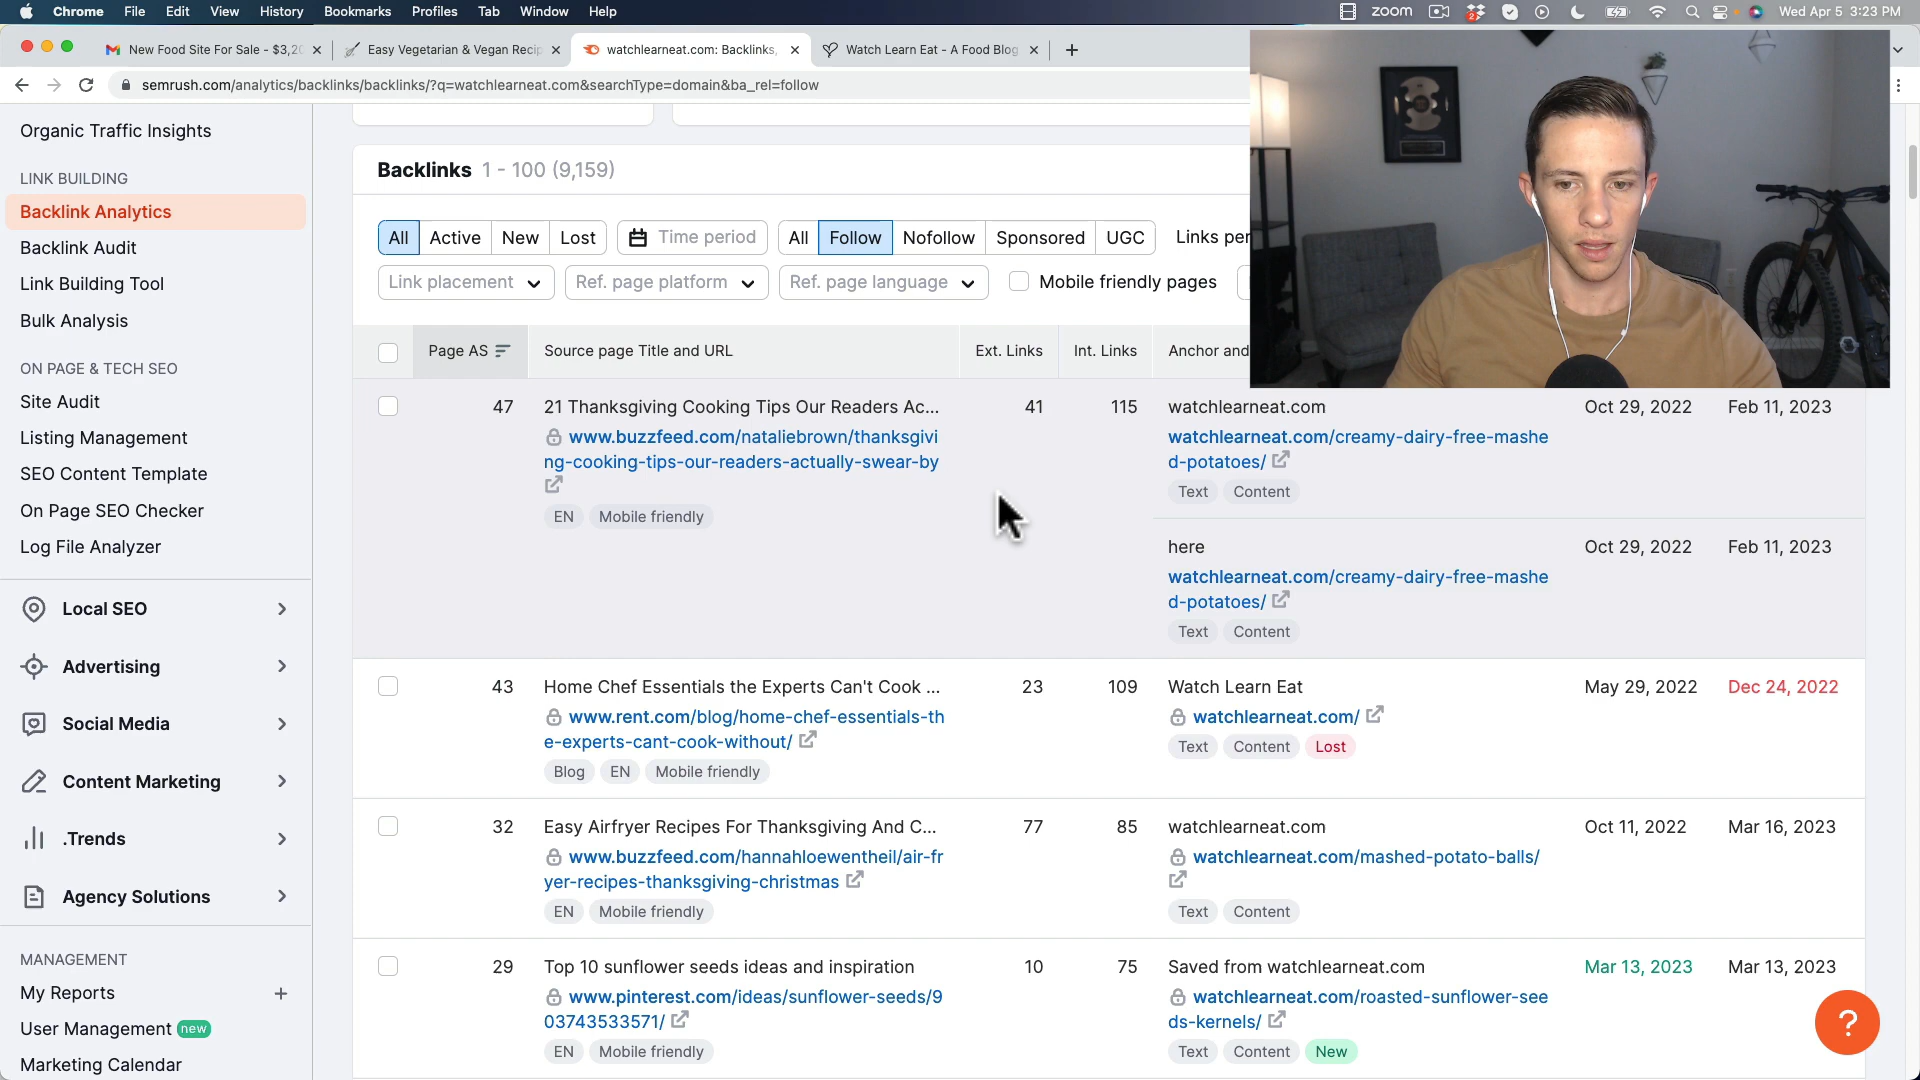 Chrome File Edit View History Bookmarks Profiles Tab Window Help
zoom 2 Wed Apr 5 3:23 PM
New Food Site For Sale - $3,2
Easy Vegetarian & Vegan Recip
watchlearneat.com: Backlinks,
Watch Learn Eat - A Food Blog
semrush.com/analytics/backlinks/backlinks/?q=watchlearneat.com&searchType=domain&ba_rel=follow
Organic Traffic Insights
LINK BUILDING
Backlink Analytics
Backlink Audit
Link Building Tool
Bulk Analysis
ON PAGE & TECH SEO
Site Audit
Listing Management
SEO Content Template
On Page SEO Checker
Log File Analyzer
Local SEO
Advertising
Social Media
Content Marketing
.Trends
Agency Solutions
MANAGEMENT
My Reports
User Management new
Marketing Calendar
Backlinks 1 - 100 (9,159)
All Active New Lost Time period All Follow Nofollow Sponsored UGC Links per
Link placement Ref. page platform Ref. page language Mobile friendly pages
Page AS Source page Title and URL Ext. Links Int. Links Anchor and
47 21 Thanksgiving Cooking Tips Our Readers Ac... 41 115 watchlearneat.com Oct 29, 2022 Feb 11, 2023
www.buzzfeed.com/nataliebrown/thanksgivi watchlearneat.com/creamy-dairy-free-mashe
ng-cooking-tips-our-readers-actually-swear-by d-potatoes/
Text Content
EN Mobile friendly
here Oct 29, 2022 Feb 11, 2023
watchlearneat.com/creamy-dairy-free-mashe
d-potatoes/
Text Content
43 Home Chef Essentials the Experts Can't Cook ... 23 109 Watch Learn Eat May 29, 2022 Dec 24, 2022
www.rent.com/blog/home-chef-essentials-th watchlearneat.com/
e-experts-cant-cook-without/ Text Content Lost
Blog EN Mobile friendly
32 Easy Airfryer Recipes For Thanksgiving And C... 77 85 watchlearneat.com Oct 11, 2022 Mar 16, 2023
www.buzzfeed.com/hannahloewentheil/air-fr watchlearneat.com/mashed-potato-balls/
yer-recipes-thanksgiving-christmas
EN Mobile friendly Text Content
29 Top 10 sunflower seeds ideas and inspiration 10 75 Saved from watchlearneat.com Mar 13, 2023 Mar 13, 2023
www.pinterest.com/ideas/sunflower-seeds/9 watchlearneat.com/roasted-sunflower-see
03743533571/ ds-kernels/
EN Mobile friendly Text Content New
?